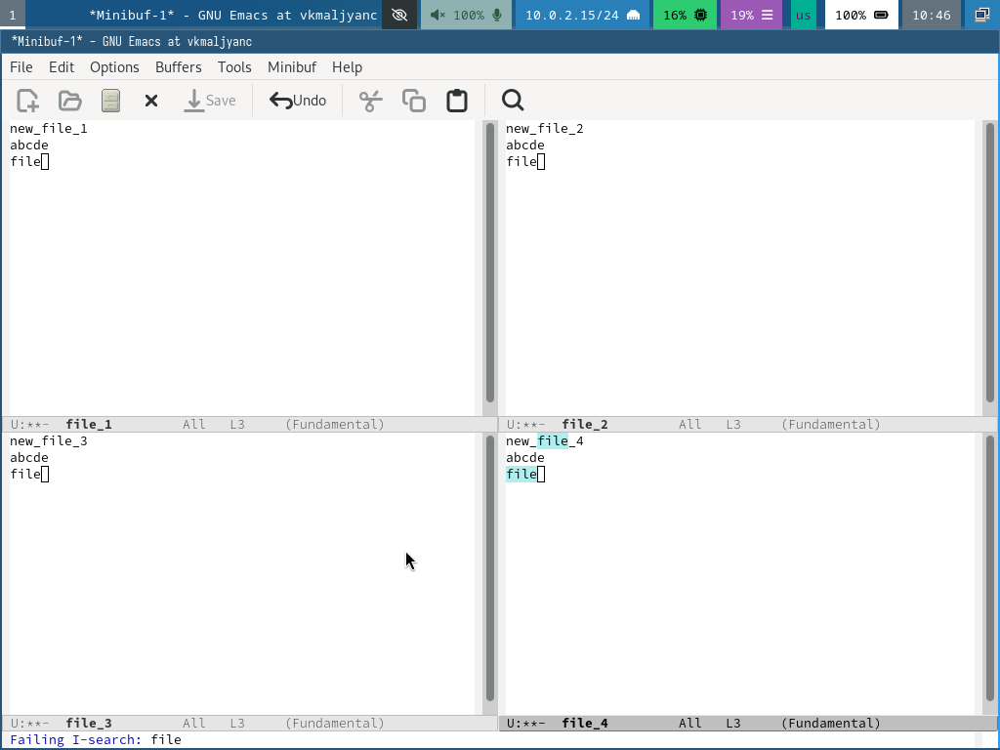 1 *Minibuf-1* - GNU Emacs at vkmaljyanc 100% 10.0.2.15/24 16% 19% us 100% 10:46
*Minibuf-1* - GNU Emacs at vkmaljyanc
File Edit Options Buffers Tools Minibuf Help
Save Undo
new_file_1
abcde
file
U:**- file_1 All L3 (Fundamental)
new_file_2
abcde
file
U:**- file_2 All L3 (Fundamental)
new_file_3
abcde
file
U:**- file_3 All L3 (Fundamental)
new_file_4
abcde
file
U:**- file_4 All L3 (Fundamental)
Failing I-search: file